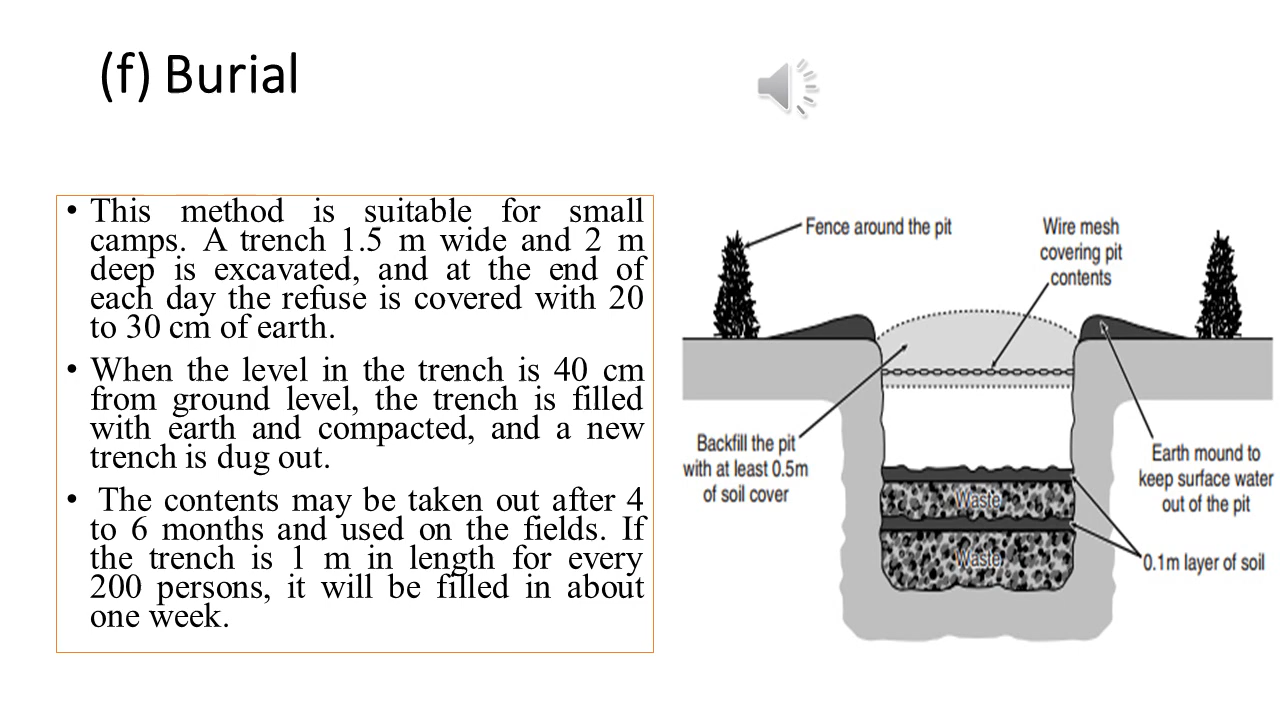 (f) Burial
• This method is suitable for small
camps. A trench 1.5 m wide and 2 m
deep is excavated, and at the end of
each day the refuse is covered with 20
to 30 cm of earth.
• When the level in the trench is 40 cm
from ground level, the trench is filled
with earth and compacted, and a new
trench is dug out.
• The contents may be taken out after 4
to 6 months and used on the fields. If
the trench is 1 m in length for every
200 persons, it will be filled in about
one week.
Fence around the pit
Wire mesh
covering pit
contents
Backfill the pit
with at least 0.5m
of soil cover
Earth mound to
keep surface water
out of the pit
Waste
Waste
0.1m layer of soil